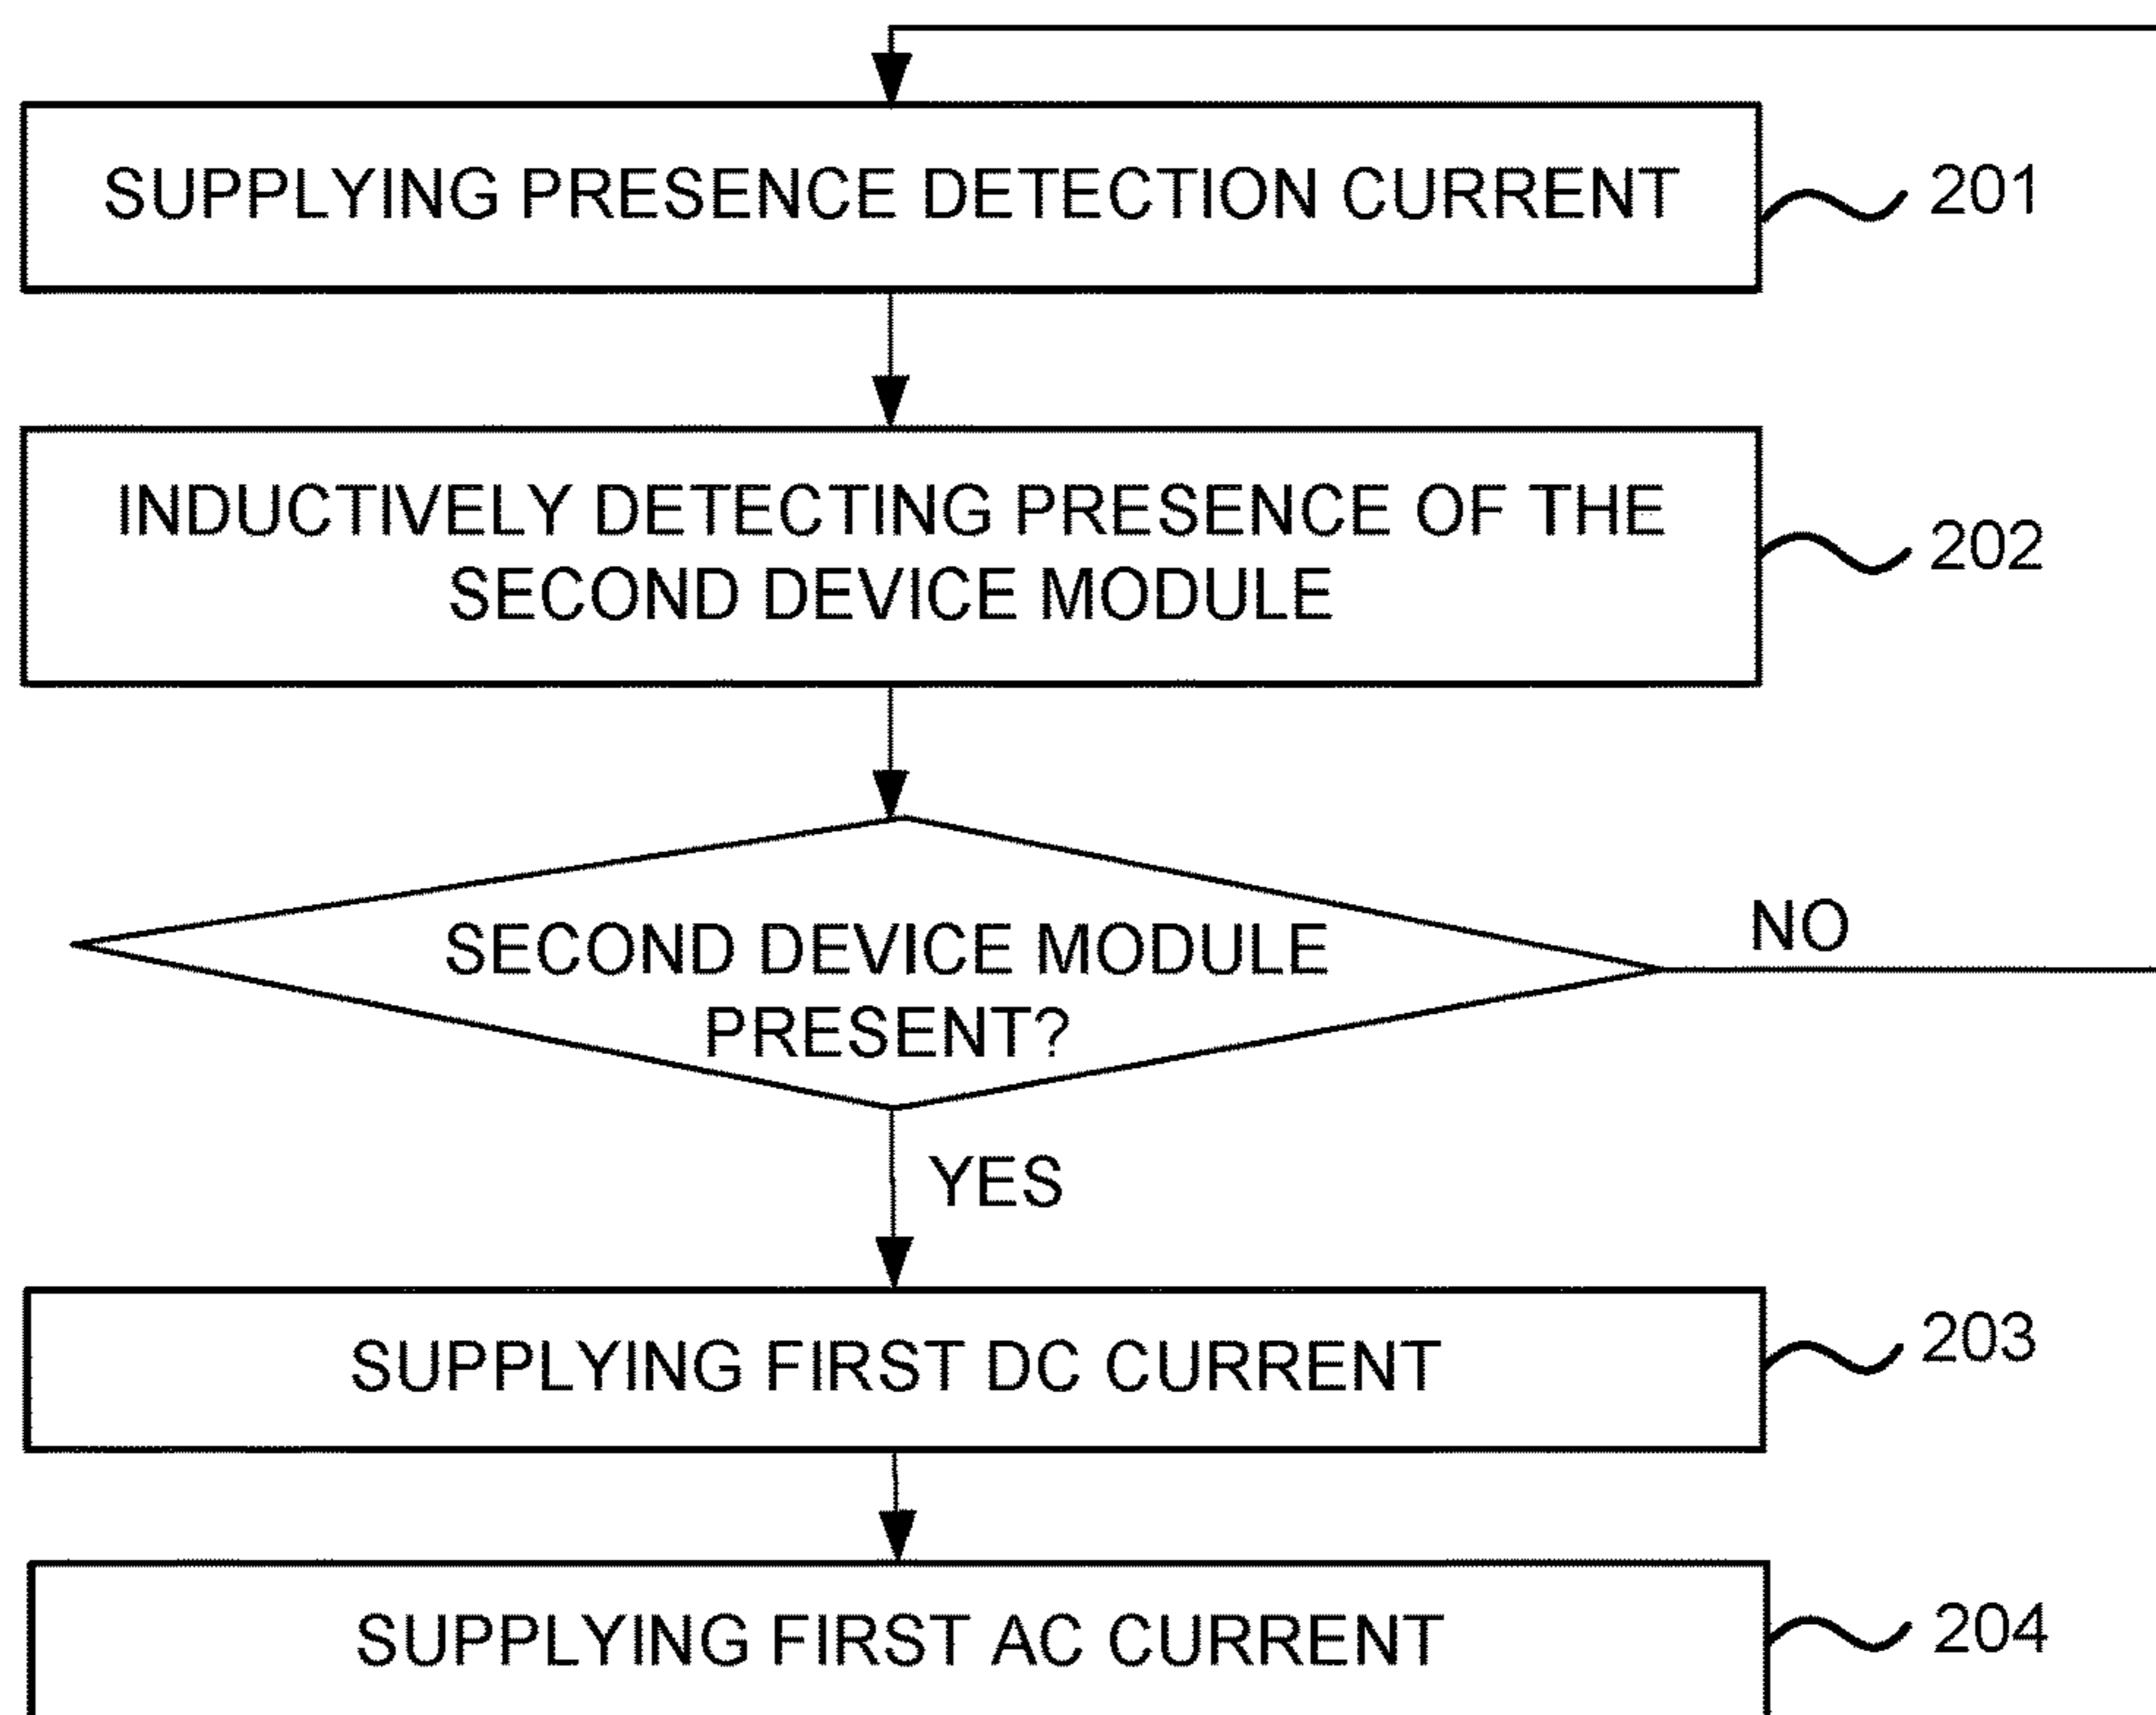 SUPPLYING PRESENCE DETECTION CURRENT
201
INDUCTIVELY DETECTING PRESENCE OF THE
SECOND DEVICE MODULE
202
SECOND DEVICE MODULE
PRESENT?
NO
YES
SUPPLYING FIRST DC CURRENT
203
SUPPLYING FIRST AC CURRENT
204